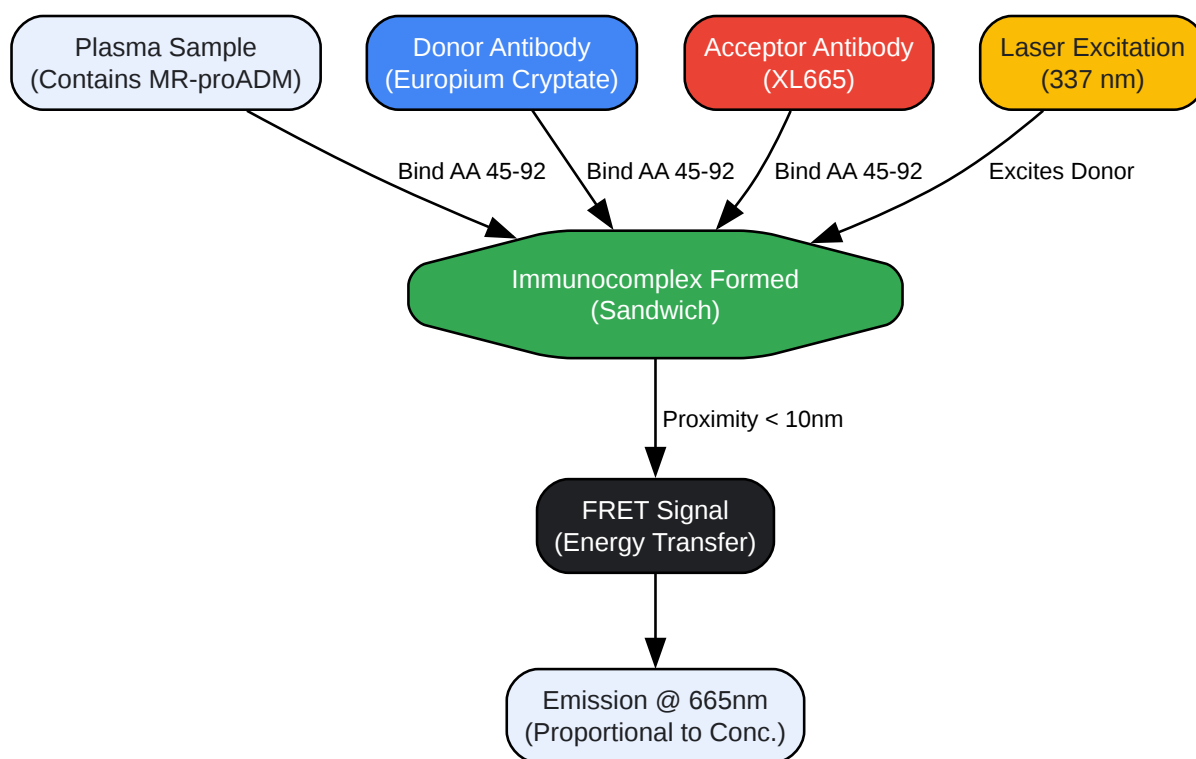 Plasma Sample
(Contains MR-proADM)
Donor Antibody
(Europium Cryptate)
Acceptor Antibody
(XL665)
Laser Excitation
(337 nm)
Bind AA 45-92
Bind AA 45-92
Bind AA 45-92
Excites Donor
Immunocomplex Formed
(Sandwich)
Proximity < 10nm
FRET Signal
(Energy Transfer)
Emission @ 665nm
(Proportional to Conc.)